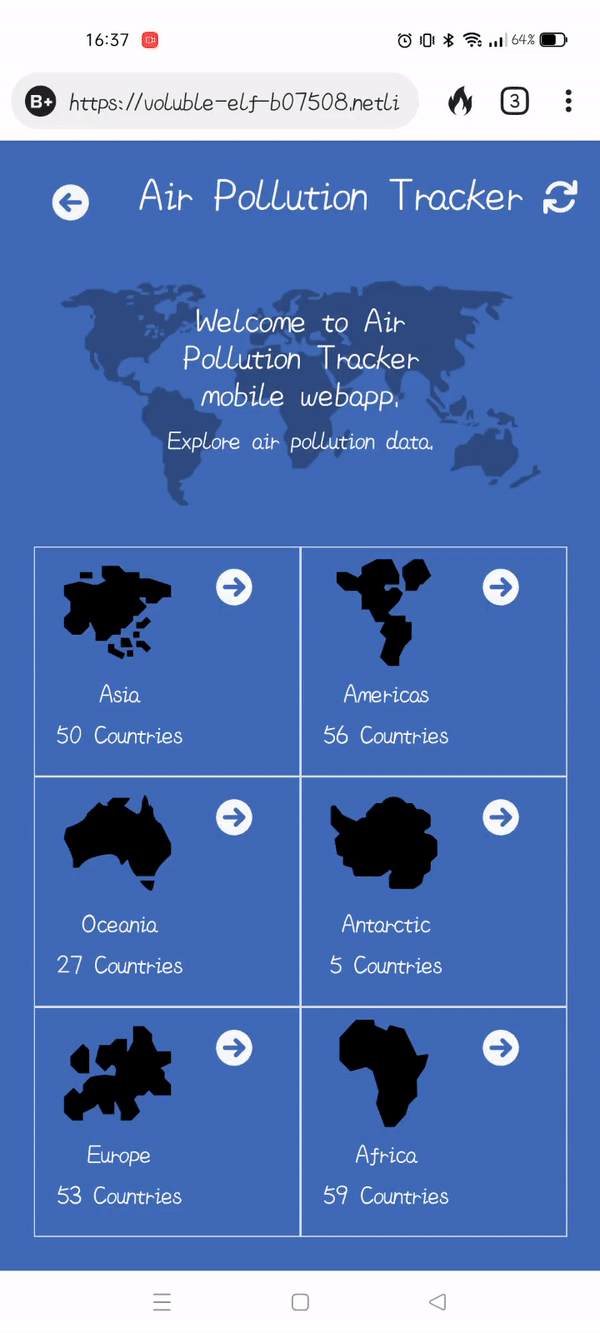 16:37
64%
B+ https://voluble-elf-b07508.netli
3
Air Pollution Tracker
Welcome to Air
Pollution Tracker
mobile webapp.
Explore air pollution data.
Asia
50 Countries
Americas
56 Countries
Oceania
27 Countries
Antarctic
5 Countries
Europe
53 Countries
Africa
59 Countries